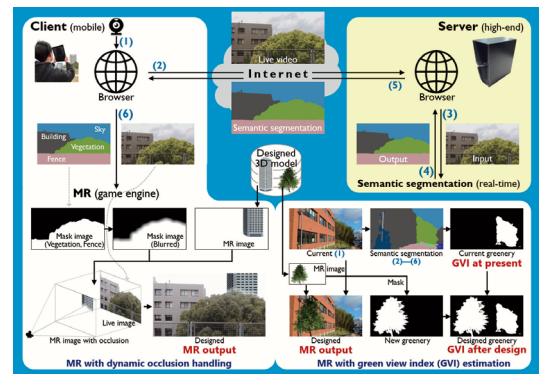 Client (mobile)
(1)
Browser
(2)
Live video
Internet
Semantic segmentation
(5)
Server (high-end)
Browser
(3)
Output
(4)
Input
Semantic segmentation (real-time)
(6)
Sky
Building
Vegetation
Fence
MR (game engine)
Designed
3D model
Mask image
(Vegetation, Fence)
Mask image
(Blurred)
MR image
Live image
MR image with occlusion
Designed
MR output
MR with dynamic occlusion handling
Current (1)
Semantic segmentation
(2)—(6)
Current greenery
GVI at present
MR image
Mask
Designed
MR output
New greenery
Designed greenery
GVI after design
MR with green view index (GVI) estimation